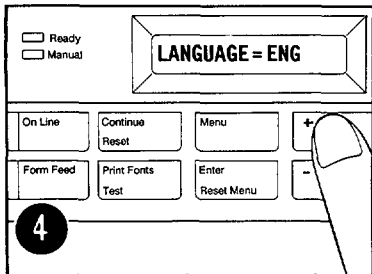 Ready
Manual
LANGUAGE = ENG
On Line
Continue
Reset
Menu
+
Form Feed
Print Fonts
Test
Enter
Reset Menu
-
4